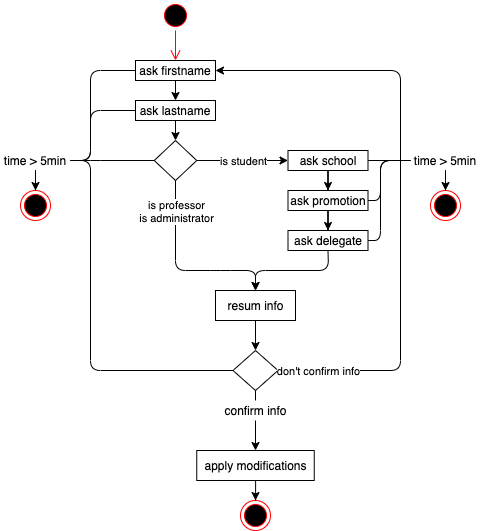 ask firstname
ask lastname
time > 5min
is student
ask school
time > 5min
ask promotion
is professor
is administrator
ask delegate
resum info
don't confirm info
confirm info
apply modifications